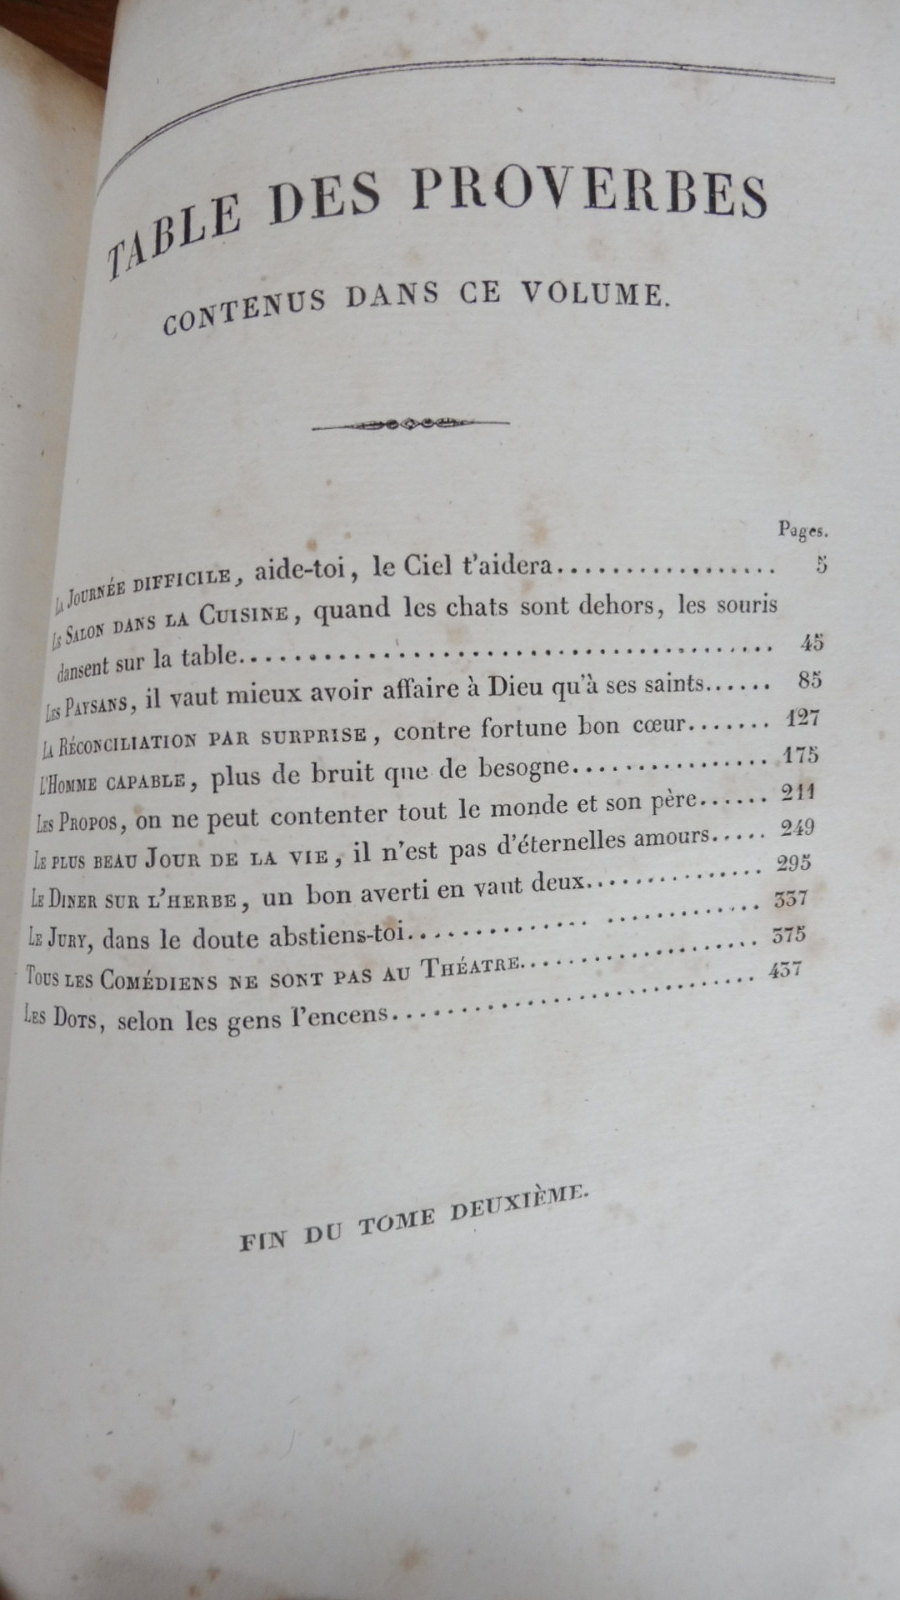 TABLE DES PROVERBES
CONTENUS DANS CE VOLUME.
Pages.
LA JOURNÉE DIFFICILE, aide-toi, le Ciel t'aidera................. 5
LE SALON DANS LA CUISINE, quand les chats sont dehors, les souris
dansent sur la table....................................... 45
LES PAYSANS, il vaut mieux avoir affaire à Dieu qu'à ses saints...... 85
LA RÉCONCILIATION PAR SURPRISE, contre fortune bon cœur....... 127
L'HOMME CAPABLE, plus de bruit que de besogne................ 175
LES PROPOS, on ne peut contenter tout le monde et son père...... 211
LE PLUS BEAU JOUR DE LA VIE, il n'est pas d'éternelles amours..... 249
LE DINER SUR L'HERBE, un bon averti en vaut deux............... 295
LE JURY, dans le doute abstiens-toi............. ............ 337
TOUS LES COMÉDIENS NE SONT PAS AU THÉATRE................... 375
LES DOTS, selon les gens l'encens............................. 437
FIN DU TOME DEUXIÈME.